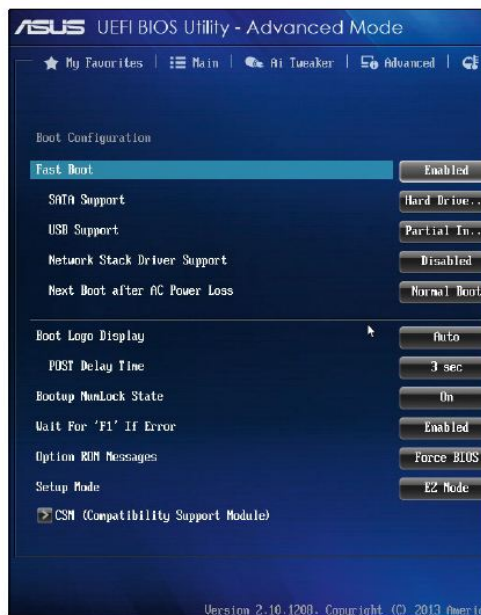 ASUS UEFI BIOS Utility - Advanced Mode
My Favorites | Main | Ai Tweaker | Advanced |
Boot Configuration
Fast Boot Enabled
SATA Support Hard Drive..
USB Support Partial In..
Network Stack Driver Support Disabled
Next Boot after AC Power Loss Normal Boot
Boot Logo Display Auto
POST Delay Time 3 sec
Bootup NumLock State On
Wait For 'F1' If Error Enabled
Option ROM Messages Force BIOS
Setup Mode EZ Mode
CSM (Compatibility Support Module)
Version 2.10.1208. Copyright (C) 2013 Ameri